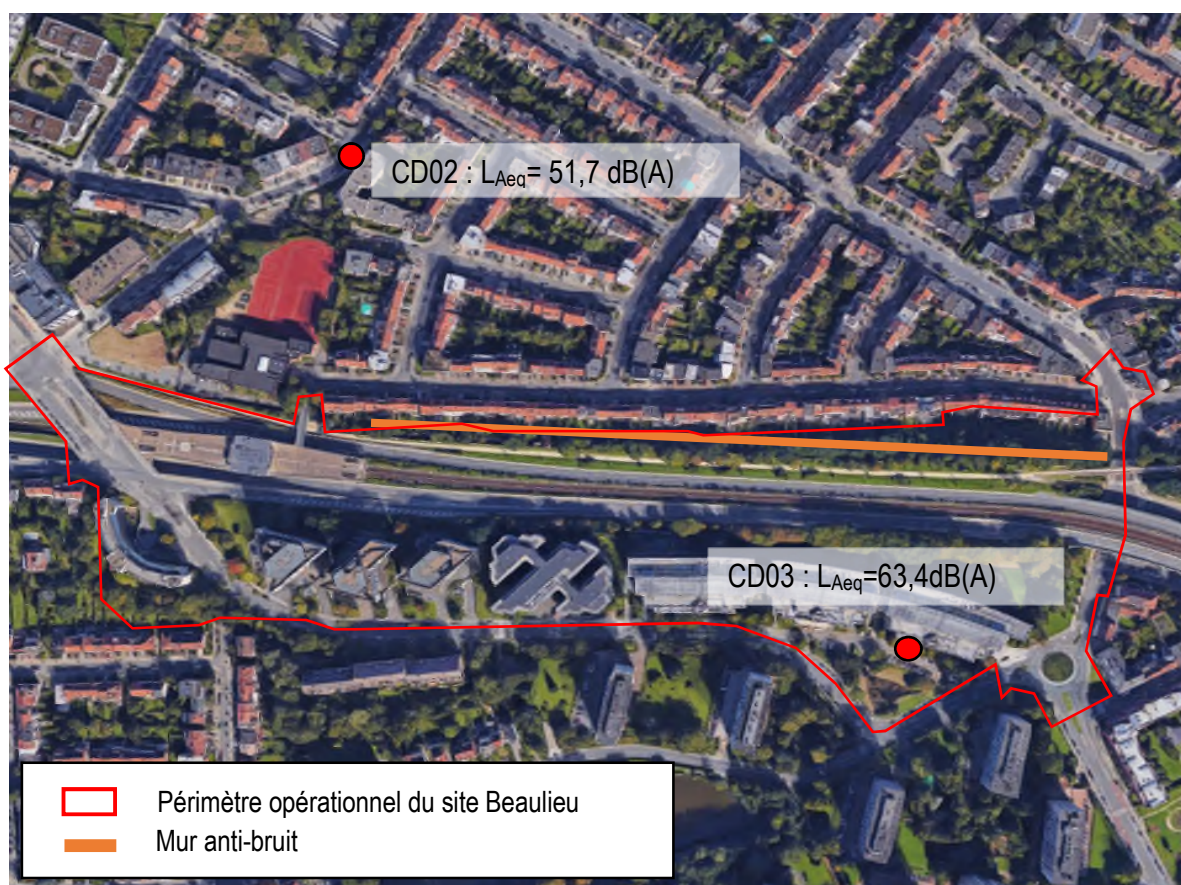 CD02 : LAeq= 51,7 dB(A)
CD03 : LAeq=63,4dB(A)
Périmètre opérationnel du site Beaulieu
Mur anti-bruit